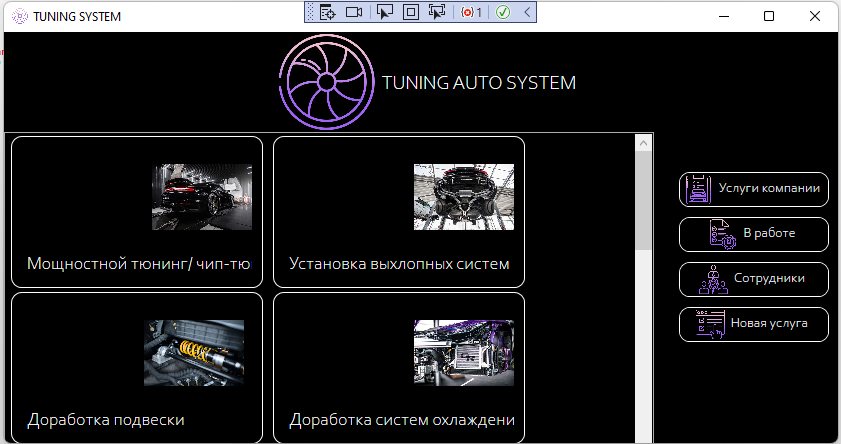 TUNING SYSTEM
1
TUNING AUTO SYSTEM
Мощностной тюнинг/ чип-тю
Установка выхлопных систем
Доработка подвески
Доработка систем охлаждени
Услуги компании
В работе
Сотрудники
Новая услуга